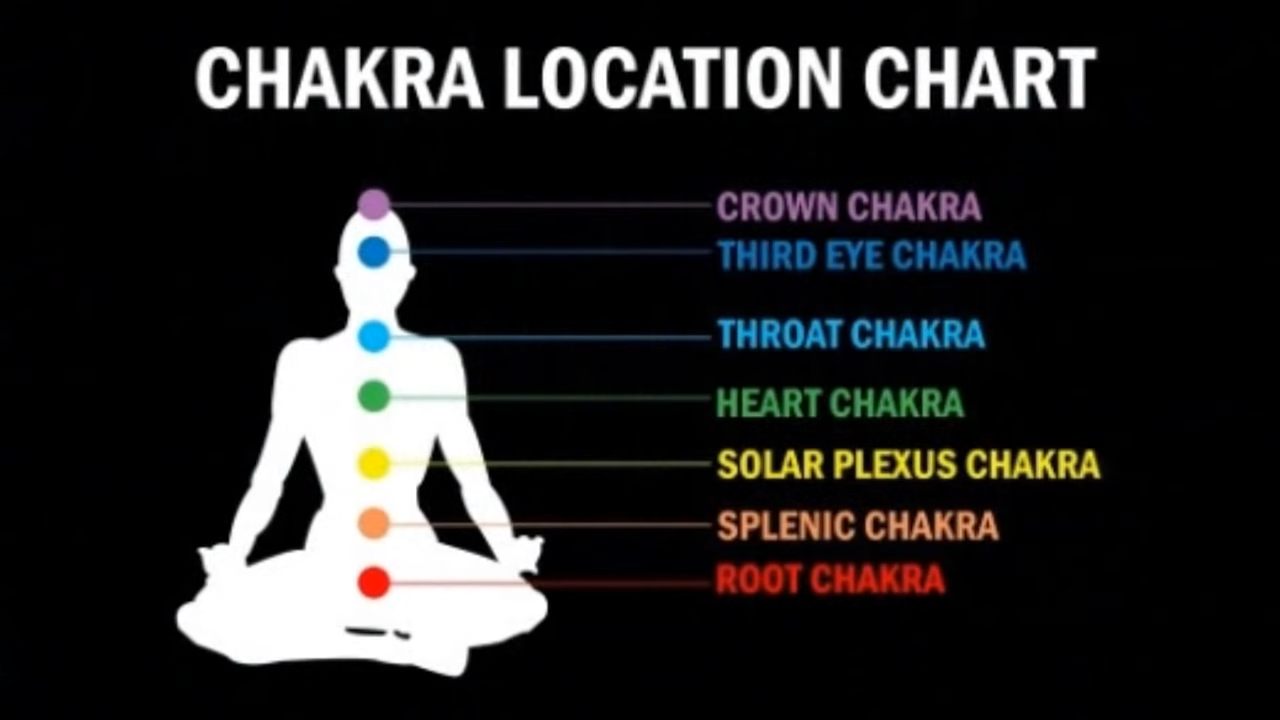 CHAKRA LOCATION CHART
CROWN CHAKRA
THIRD EYE CHAKRA
THROAT CHAKRA
HEART CHAKRA
SOLAR PLEXUS CHAKRA
SPLENIC CHAKRA
ROOT CHAKRA